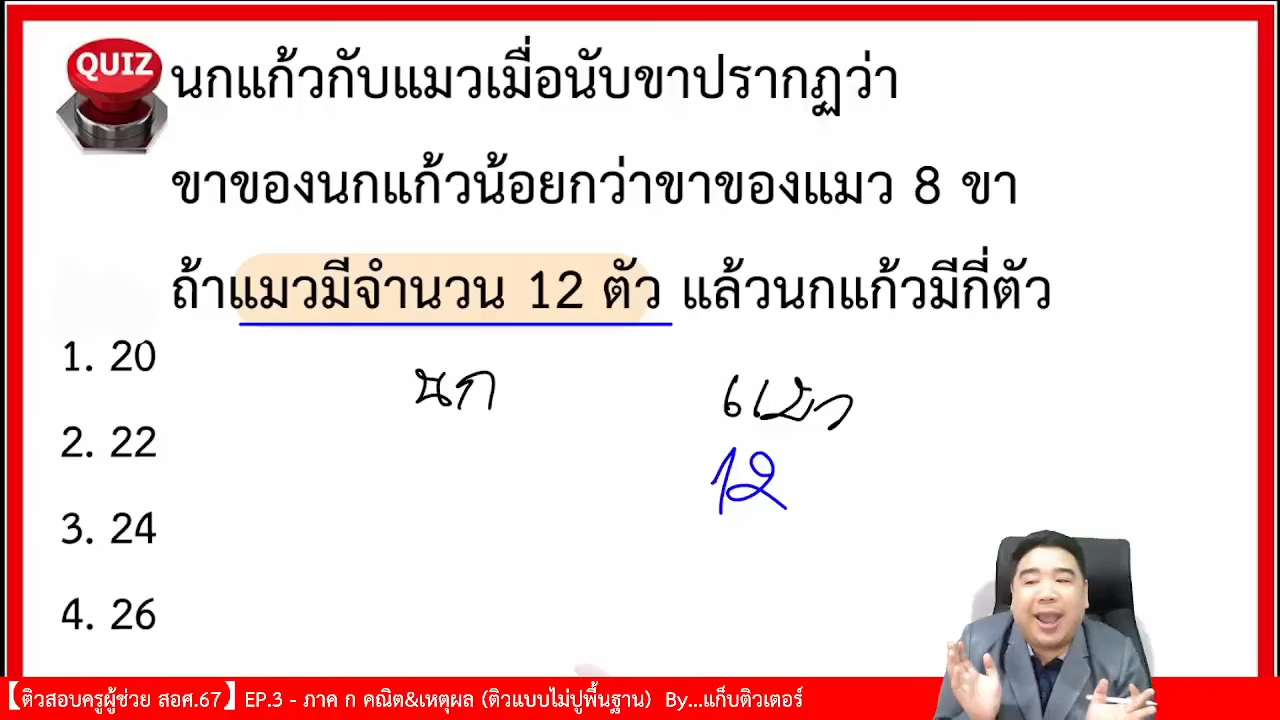 QUIZ
นกแก้วกับแมวเมื่อนับขาปรากฏว่า
ขาของนกแก้วน้อยกว่าขาของแมว 8 ขา
ถ้าแมวมีจำนวน 12 ตัว แล้วนกแก้วมีกี่ตัว
1. 20
2. 22
3. 24
4. 26
นก แมว
12
【ติวสอบครูผู้ช่วย สอศ.67】 EP.3 - ภาค ก คณิต&เหตุผล (ติวแบบไม่ปูพื้นฐาน) By...แก็บติวเตอร์